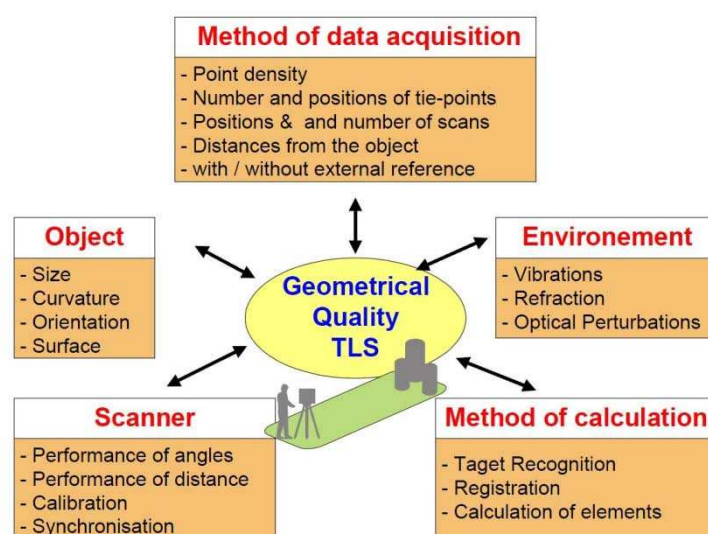 Method of data acquisition
- Point density
- Number and positions of tie-points
- Positions & and number of scans
- Distances from the object
- with / without external reference
Object
- Size
- Curvature
- Orientation
- Surface
Geometrical
Quality
TLS
Environement
- Vibrations
- Refraction
- Optical Perturbations
Scanner
- Performance of angles
- Performance of distance
- Calibration
- Synchronisation
Method of calculation
- Taget Recognition
- Registration
- Calculation of elements